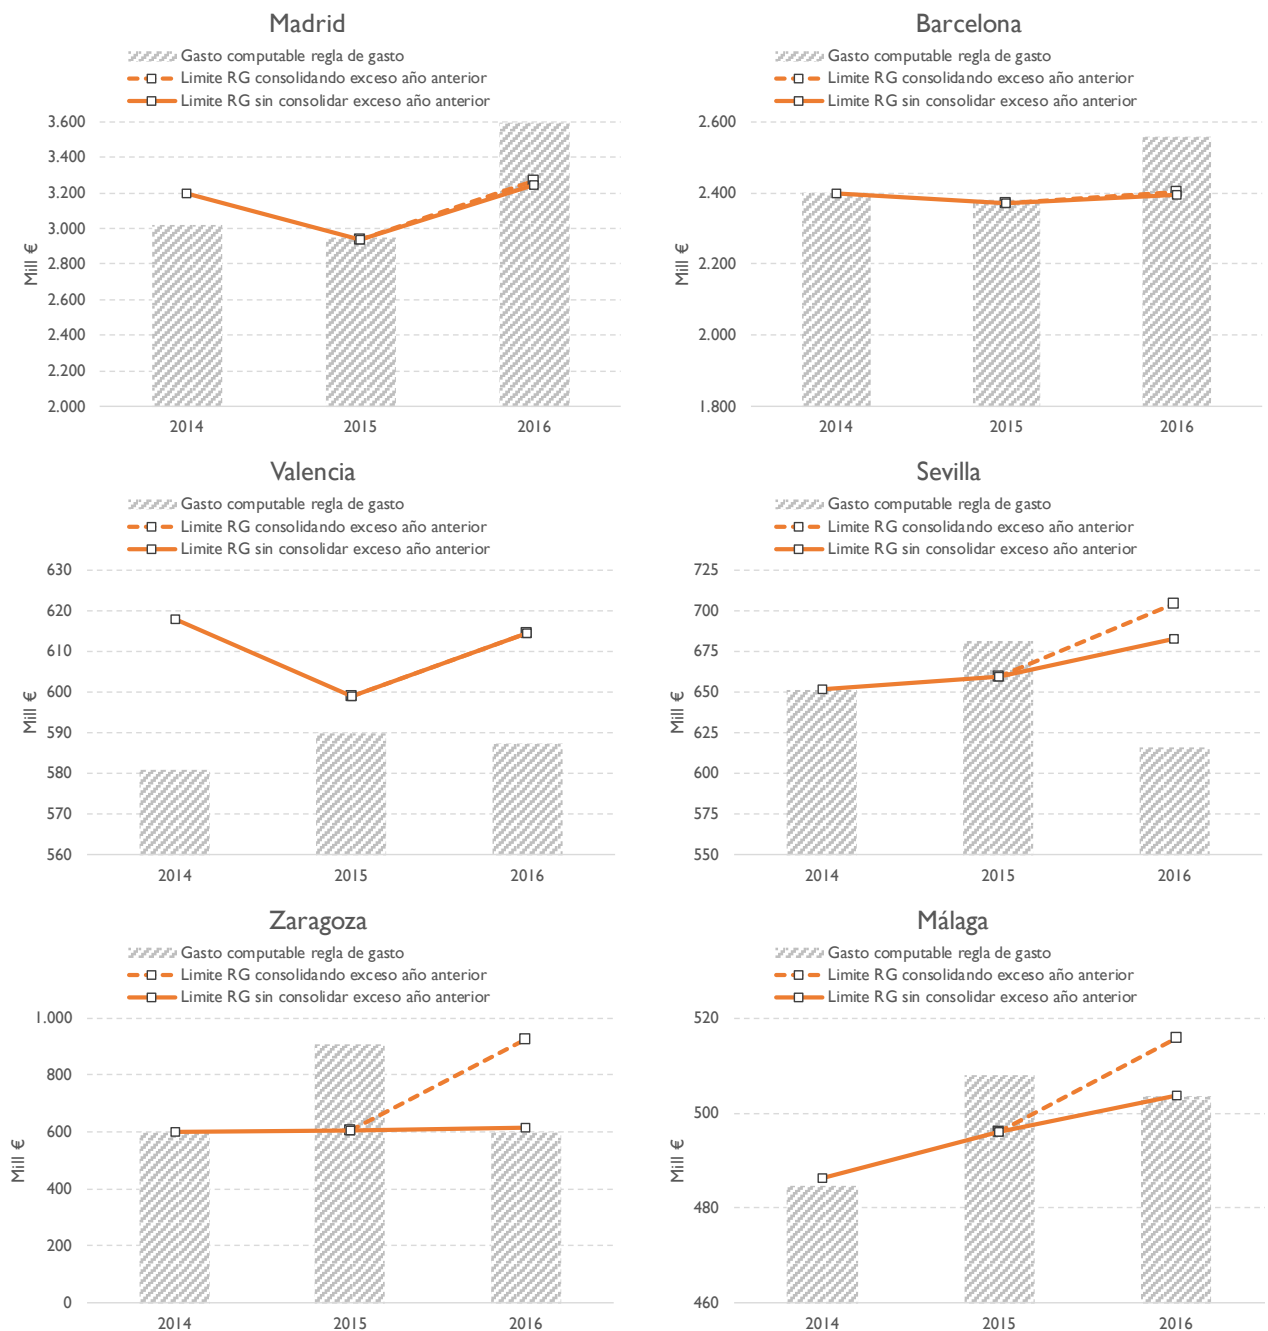 Madrid
Gasto computable regla de gasto
Limite RG consolidando exceso año anterior
Limite RG sin consolidar exceso año anterior
3.600
3.400
3.200
3.000
2.800
2.600
2.400
2.200
2.000
Mill €
2014
2015
2016
Barcelona
Gasto computable regla de gasto
Limite RG consolidando exceso año anterior
Limite RG sin consolidar exceso año anterior
2.600
2.400
2.200
2.000
1.800
Mill €
2014
2015
2016
Valencia
Gasto computable regla de gasto
Limite RG consolidando exceso año anterior
Limite RG sin consolidar exceso año anterior
630
620
610
600
590
580
570
560
Mill €
2014
2015
2016
Sevilla
Gasto computable regla de gasto
Limite RG consolidando exceso año anterior
Limite RG sin consolidar exceso año anterior
725
700
675
650
625
600
575
550
Mill €
2014
2015
2016
Zaragoza
Gasto computable regla de gasto
Limite RG consolidando exceso año anterior
Limite RG sin consolidar exceso año anterior
1.000
800
600
400
200
0
Mill €
2014
2015
2016
Málaga
Gasto computable regla de gasto
Limite RG consolidando exceso año anterior
Limite RG sin consolidar exceso año anterior
520
500
480
460
Mill €
2014
2015
2016